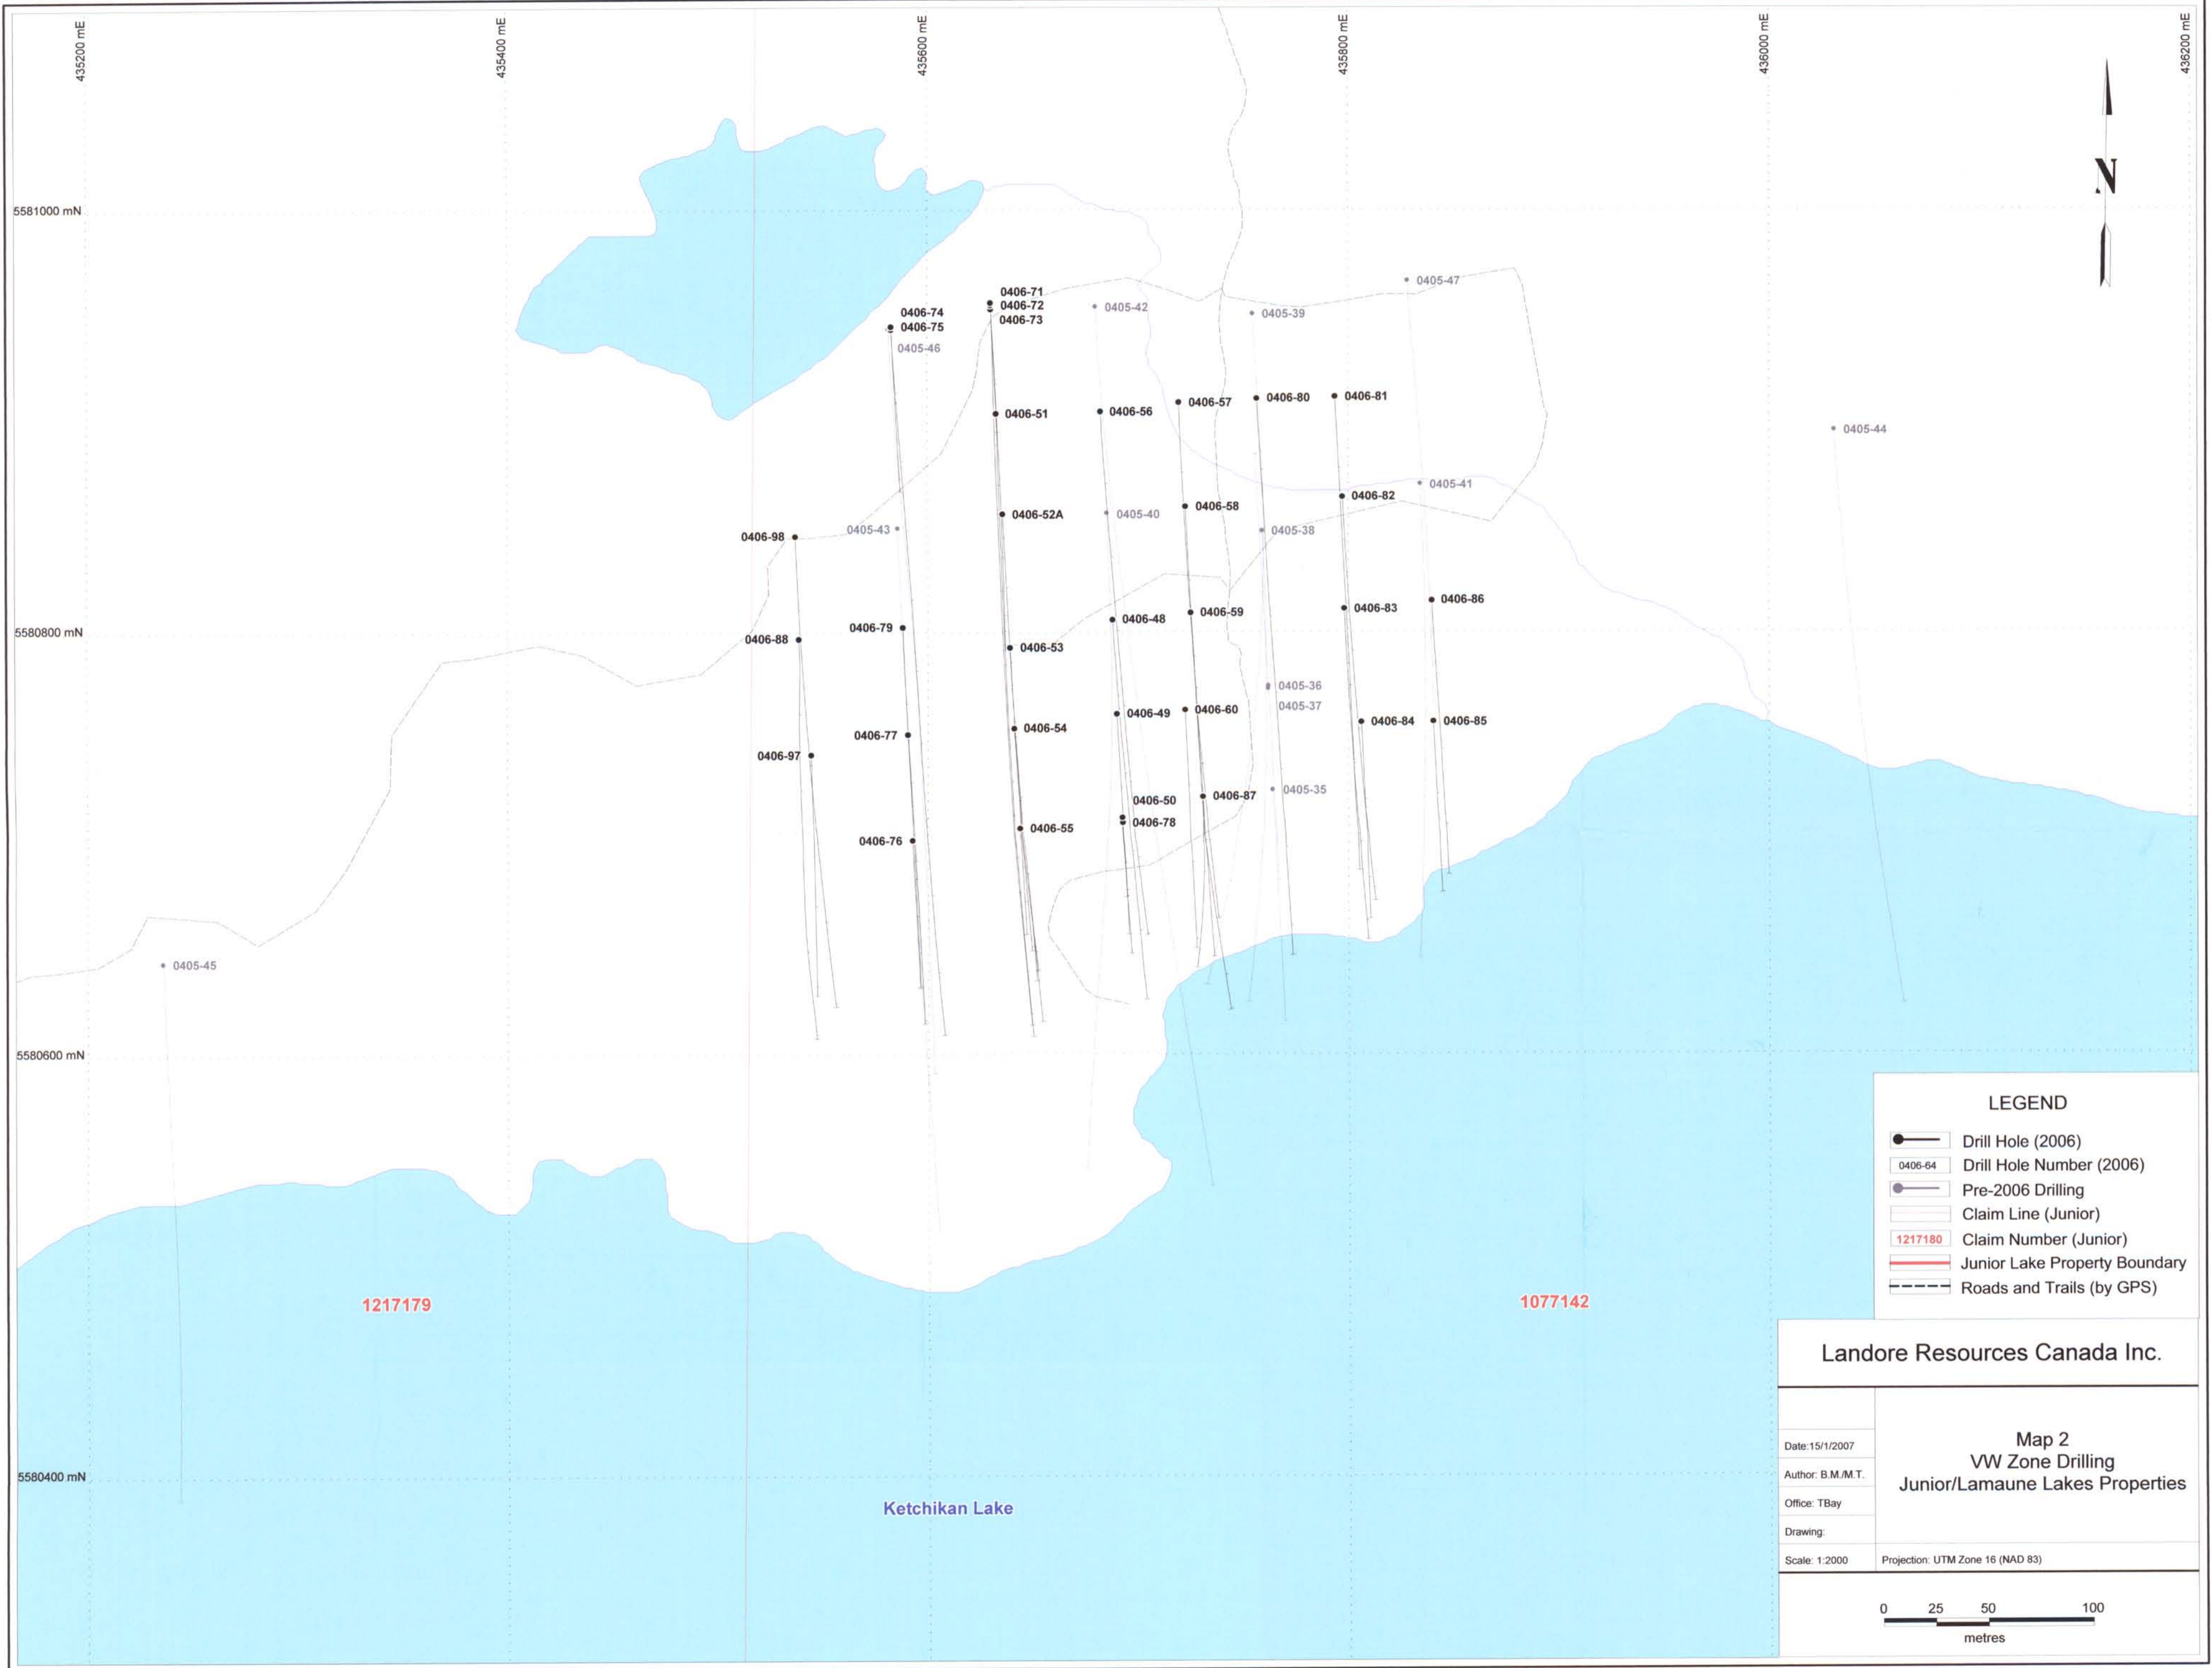 435200 mE
435400 mE
435600 mE
435800 mE
436000 mE
436200 mE
N
5581000 mN
5580800 mN
5580600 mN
5580400 mN
0406-71
0406-72
0406-73
0406-74
0406-75
0405-46
0405-42
0405-39
0405-47
0406-51
0406-56
0406-57
0406-80
0406-81
0405-44
0405-41
0406-82
0406-58
0406-52A
0405-40
0405-43
0405-38
0406-98
0406-86
0406-83
0406-59
0406-48
0406-79
0406-88
0406-53
0405-36
0405-37
0406-60
0406-49
0406-84
0406-85
0406-54
0406-77
0406-97
0405-35
0406-87
0406-50
0406-78
0406-55
0406-76
0405-45
1217179
1077142
Ketchikan Lake
LEGEND
Drill Hole (2006)
0406-64 Drill Hole Number (2006)
Pre-2006 Drilling
Claim Line (Junior)
1217180 Claim Number (Junior)
Junior Lake Property Boundary
Roads and Trails (by GPS)
Landore Resources Canada Inc.
Date:15/1/2007
Author: B.M./M.T.
Office: TBay
Drawing:
Scale: 1:2000
Map 2
VW Zone Drilling
Junior/Lamaune Lakes Properties
Projection: UTM Zone 16 (NAD 83)
0 25 50 100
metres